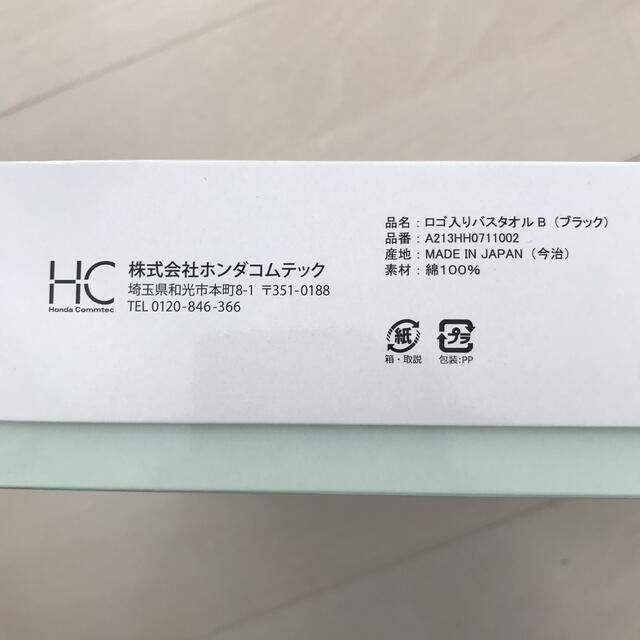 HC
Honda Commtec
株式会社ホンダコムテック
埼玉県和光市本町8-1 〒351-0188
TEL 0120-846-366
品名：ロゴ入りバスタオル B（ブラック）
品番：A213HH0711002
産地：MADE IN JAPAN（今治）
素材：綿100%
紙
箱・取説
プラ
包装:PP